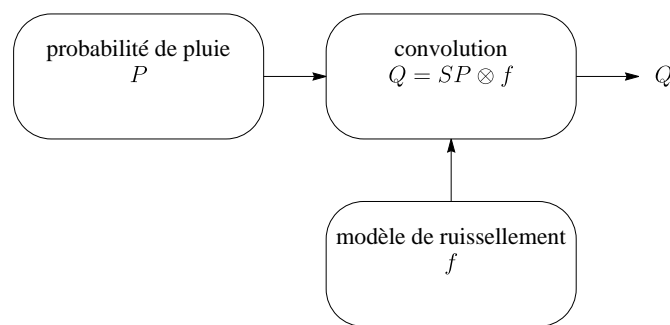 probabilité de pluie
P
convolution
Q = SP ⊗ f
Q
modèle de ruissellement
f